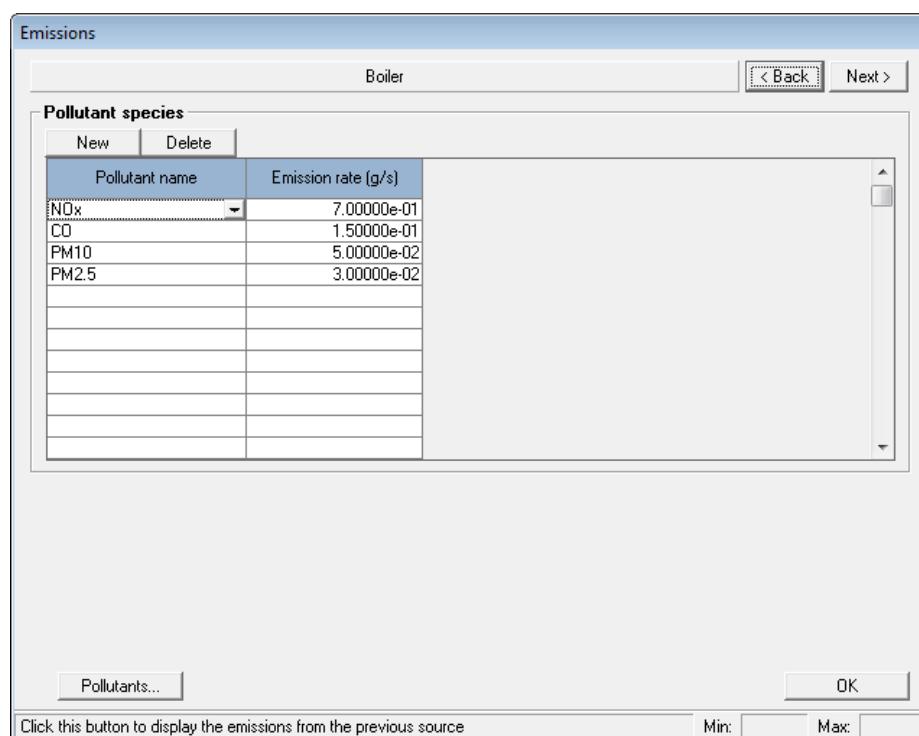 Emissions
Boiler
< Back
Next >
Pollutant species
New
Delete
Pollutant name
Emission rate (g/s)
NOx
7.00000e-01
CO
1.50000e-01
PM10
5.00000e-02
PM2.5
3.00000e-02
Pollutants...
OK
Click this button to display the emissions from the previous source
Min:
Max: